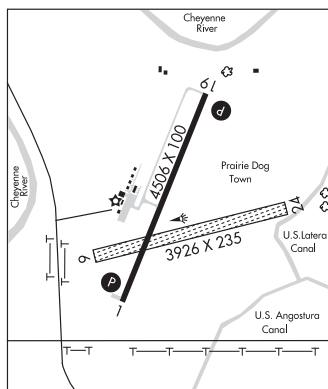 Cheyenne
River
19
P
4506 X 100
Prairie Dog
Town
Cheyenne
River
24
3926 X 235
U.S.Latera
Canal
6
P
1
U.S. Angostura
Canal